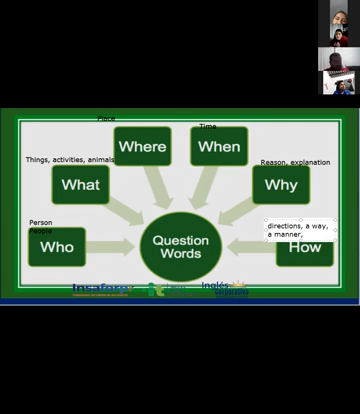 Place
Time
Where
When
Things, activities, animals
Reason, explanation
What
Why
Person
People
directions, a way,
a manner,
Who
Question
Words
How
Insaforp
Inglés